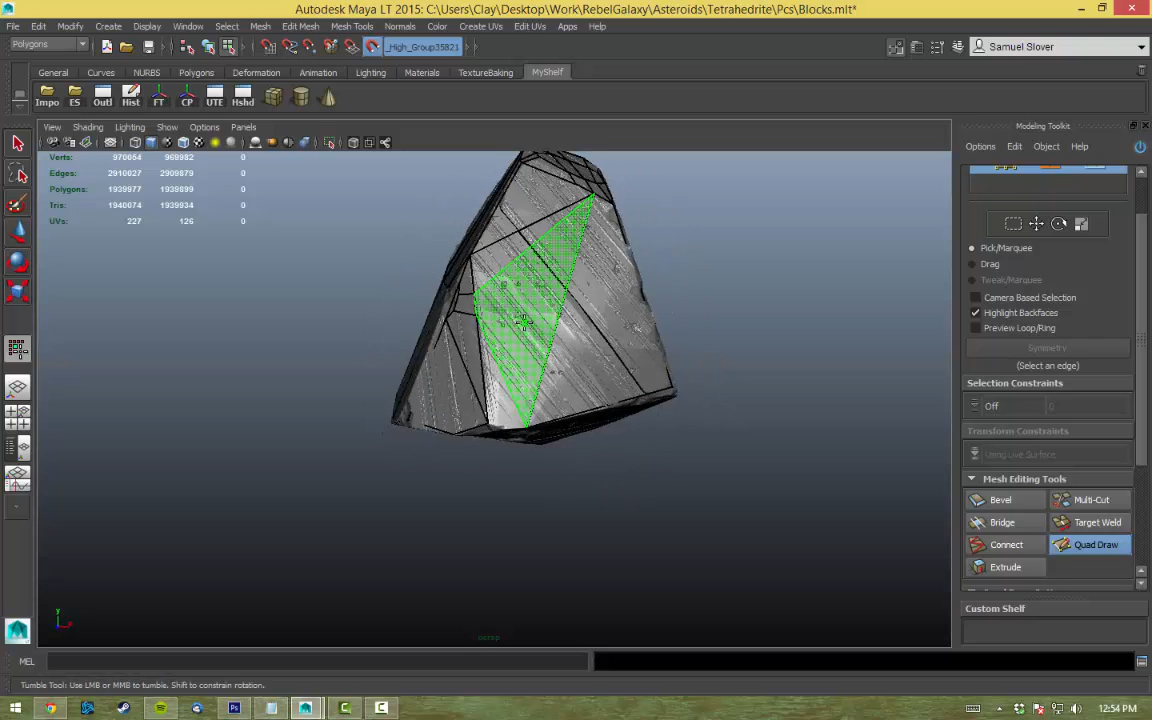 Autodesk Maya LT 2015: C:\Users\Clay\Desktop\Work\RebelGalaxy\Asteroids\Tetrahedrite\Pcs\Blocks.mlt*
File Edit Modify Create Display Window Select Mesh Edit Mesh Mesh Tools Normals Color Create UVs Edit UVs Apps Help
Polygons _High_Group35821 Samuel Slover
General Curves NURBS Polygons Deformation Animation Lighting Materials TextureBaking MyShelf
Impo ES Outl Hist FT CP UTE Hshd
View Shading Lighting Show Options Panels
Modeling Toolkit
Options Edit Object Help
Verts: 970054 969982 0
Edges: 2910027 2909879 0
Polygons: 1939977 1939899 0
Tris: 1940074 1939934 0
UVs: 227 126 0
Pick/Marquee
Drag
Tweak/Marquee
Camera Based Selection
Highlight Backfaces
Preview Loop/Ring
Symmetry
(Select an edge)
Selection Constraints
Off 0
Transform Constraints
Using Live Surface
Mesh Editing Tools
Bevel Multi-Cut
Bridge Target Weld
Connect Quad Draw
Extrude
Custom Shelf
y
persp
MEL
Tumble Tool: Use LMB or MMB to tumble. Shift to constrain rotation.
Ps
12:54 PM